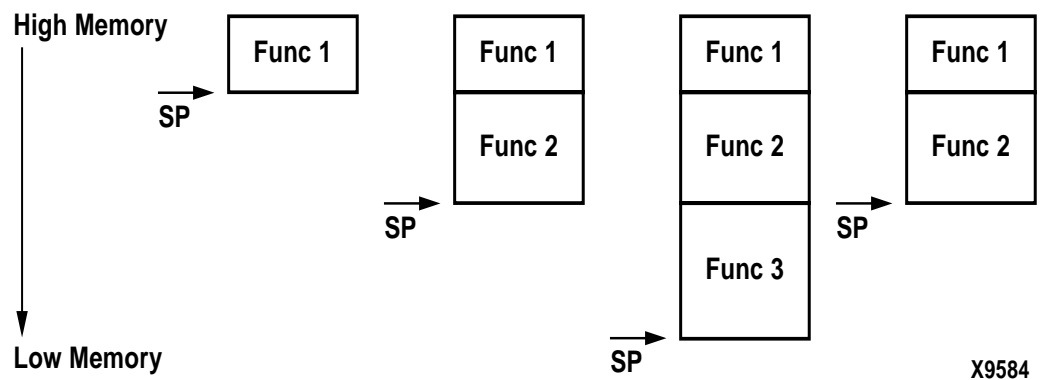 High Memory
Func 1
Func 1
Func 1
Func 1
SP
Func 2
Func 2
Func 2
SP
SP
Func 3
SP
Low Memory
X9584